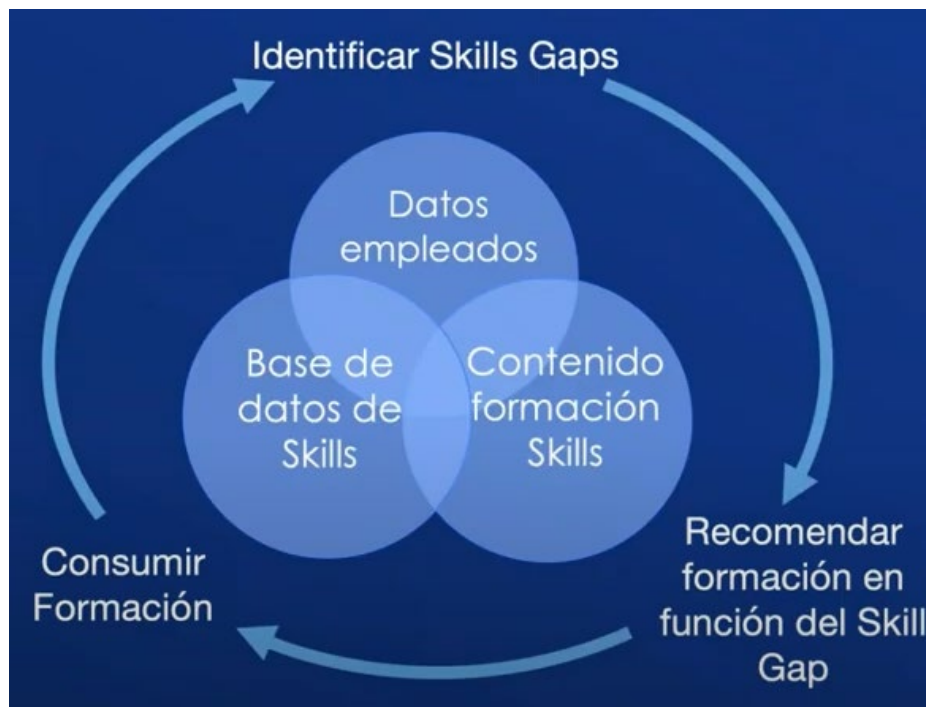 Identificar Skills Gaps
Datos
empleados
Base de
datos de
Skills
Contenido
formación
Skills
Recomendar
formación en
función del Skill
Gap
Consumir
Formación